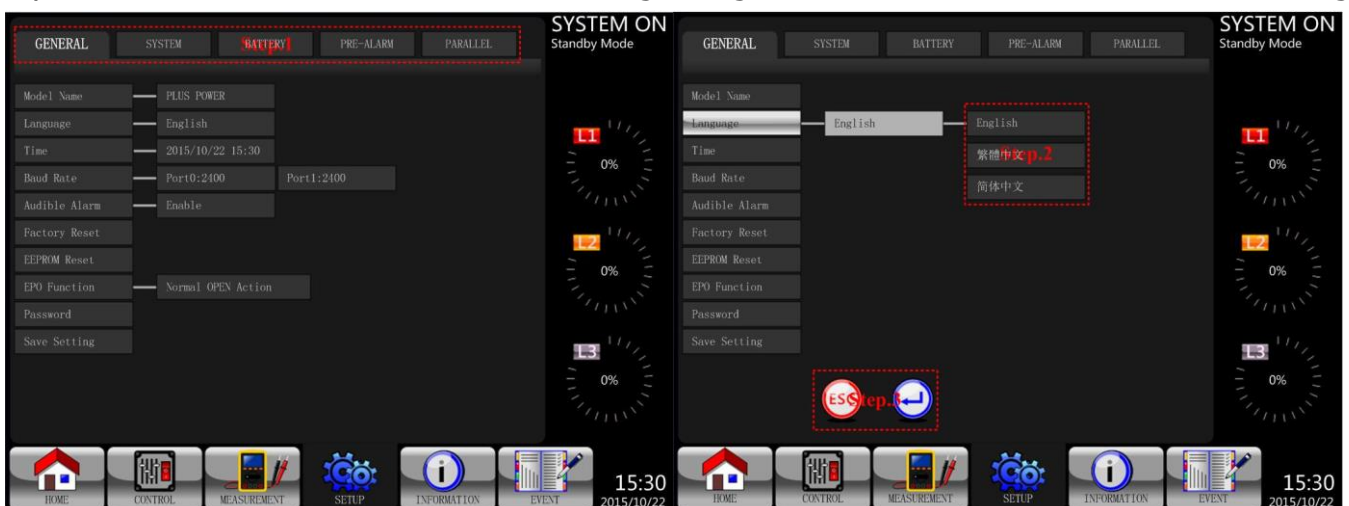 SYSTEM ON
Standby Mode
GENERAL SYSTEM BATTERY PRE-ALARM PARALLEL
Step.1
Model Name PLUS POWER
Language English
Time 2015/10/22 15:30
Baud Rate Port0:2400 Port1:2400
Audible Alarm Enable
Factory Reset
EEPROM Reset
EPO Function Normal OPEN Action
Password
Save Setting
L1
0%
L2
0%
L3
0%
HOME CONTROL MEASUREMENT SETUP INFORMATION EVENT
15:30
2015/10/22
SYSTEM ON
Standby Mode
GENERAL SYSTEM BATTERY PRE-ALARM PARALLEL
Model Name
Language English English
Time 繁體中文
Step.2
Baud Rate 简体中文
Audible Alarm
Factory Reset
EEPROM Reset
EPO Function
Password
Save Setting
ESC
Step.3
L1
0%
L2
0%
L3
0%
HOME CONTROL MEASUREMENT SETUP INFORMATION EVENT
15:30
2015/10/22